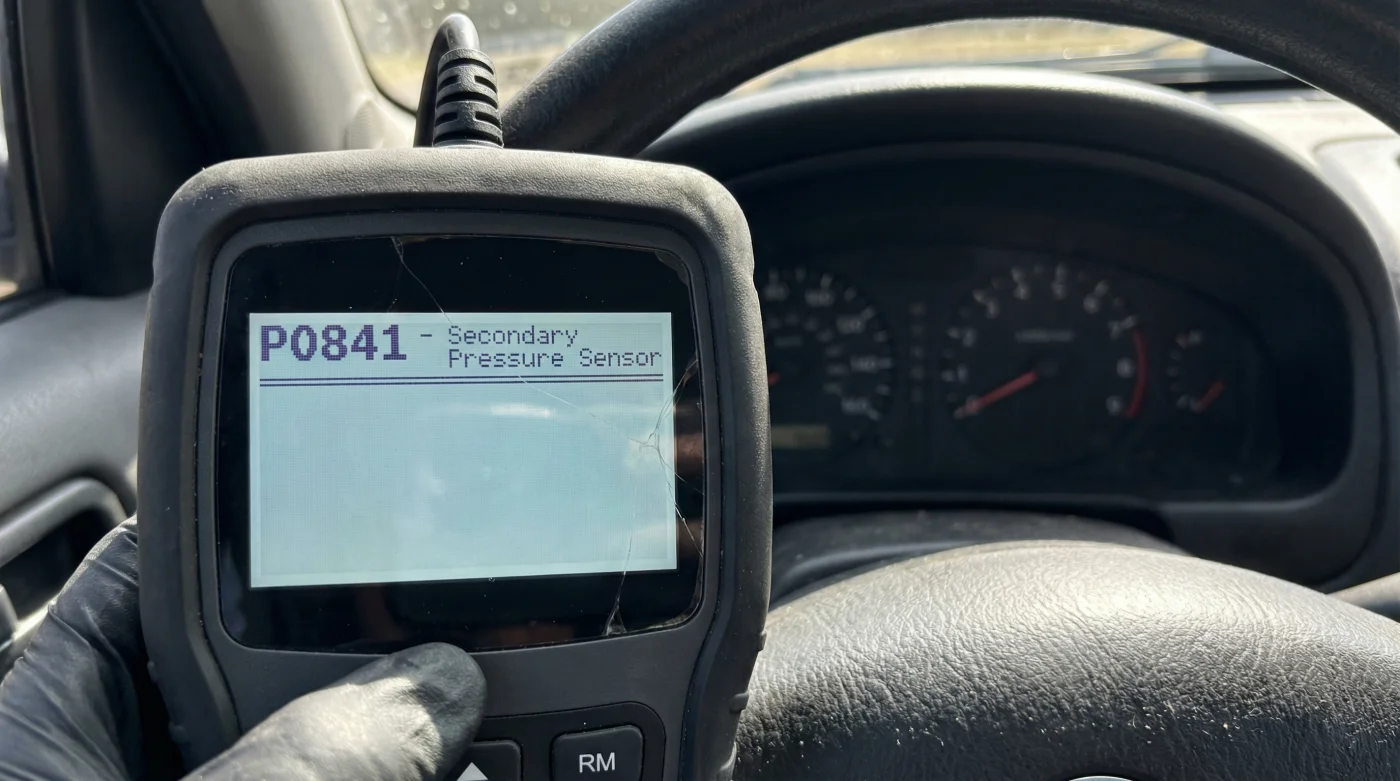 P0841 - Secondary
Pressure Sensor
RM